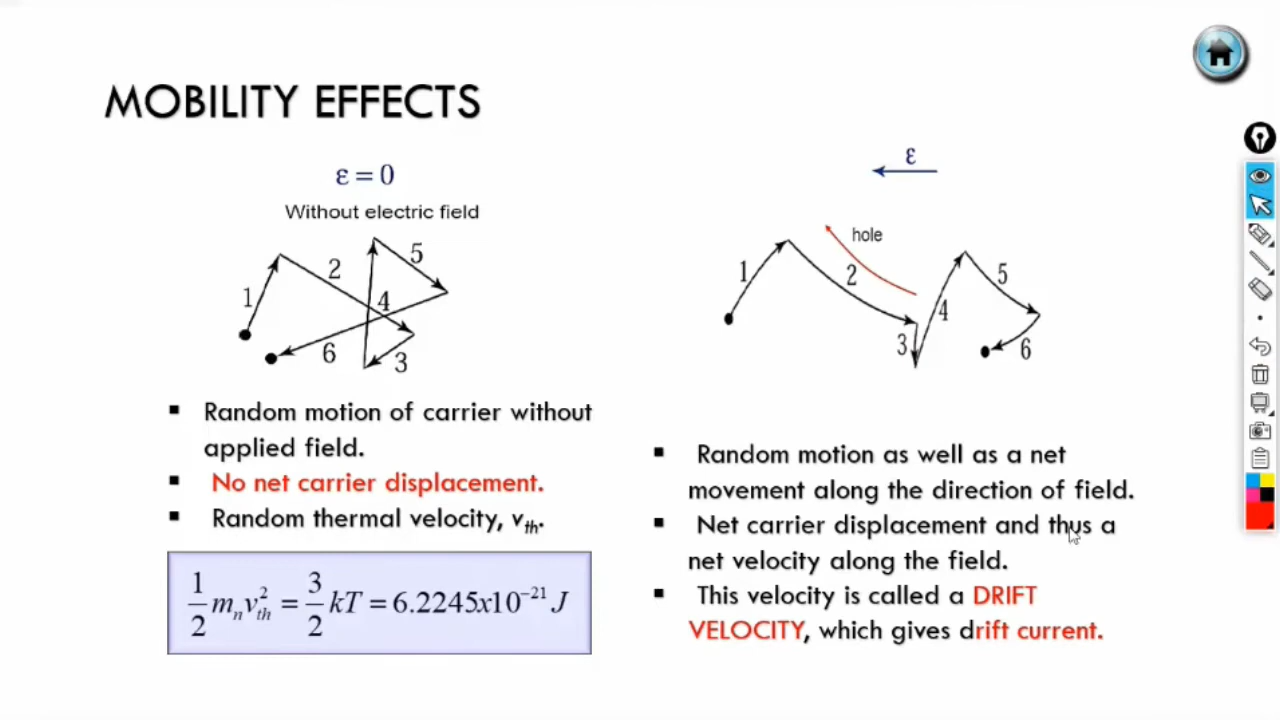 MOBILITY EFFECTS
ε = 0
Without electric field
1
2
3
4
5
6
▪ Random motion of carrier without
applied field.
▪ No net carrier displacement.
▪ Random thermal velocity, vth.
1/2 mnvth² = 3/2 kT = 6.2245x10⁻²¹ J
ε
hole
1
2
3
4
5
6
▪ Random motion as well as a net
movement along the direction of field.
▪ Net carrier displacement and thus a
net velocity along the field.
▪ This velocity is called a DRIFT
VELOCITY, which gives drift current.